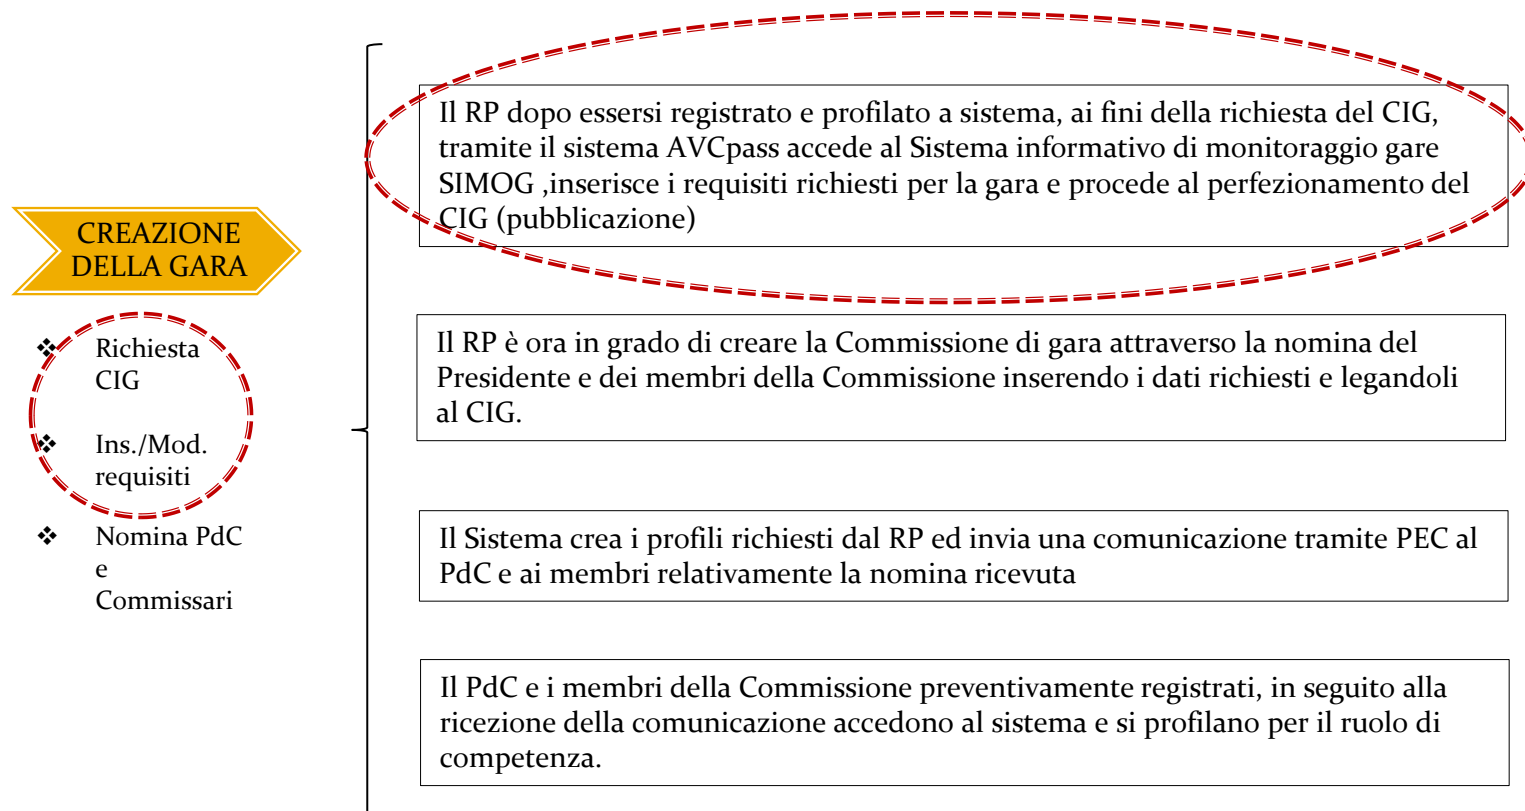 CREAZIONE
DELLA GARA
❖ Richiesta
CIG
❖ Ins./Mod.
requisiti
❖ Nomina PdC
e
Commissari
Il RP dopo essersi registrato e profilato a sistema, ai fini della richiesta del CIG,
tramite il sistema AVCpass accede al Sistema informativo di monitoraggio gare
SIMOG ,inserisce i requisiti richiesti per la gara e procede al perfezionamento del
CIG (pubblicazione)
Il RP è ora in grado di creare la Commissione di gara attraverso la nomina del
Presidente e dei membri della Commissione inserendo i dati richiesti e legandoli
al CIG.
Il Sistema crea i profili richiesti dal RP ed invia una comunicazione tramite PEC al
PdC e ai membri relativamente la nomina ricevuta
Il PdC e i membri della Commissione preventivamente registrati, in seguito alla
ricezione della comunicazione accedono al sistema e si profilano per il ruolo di
competenza.